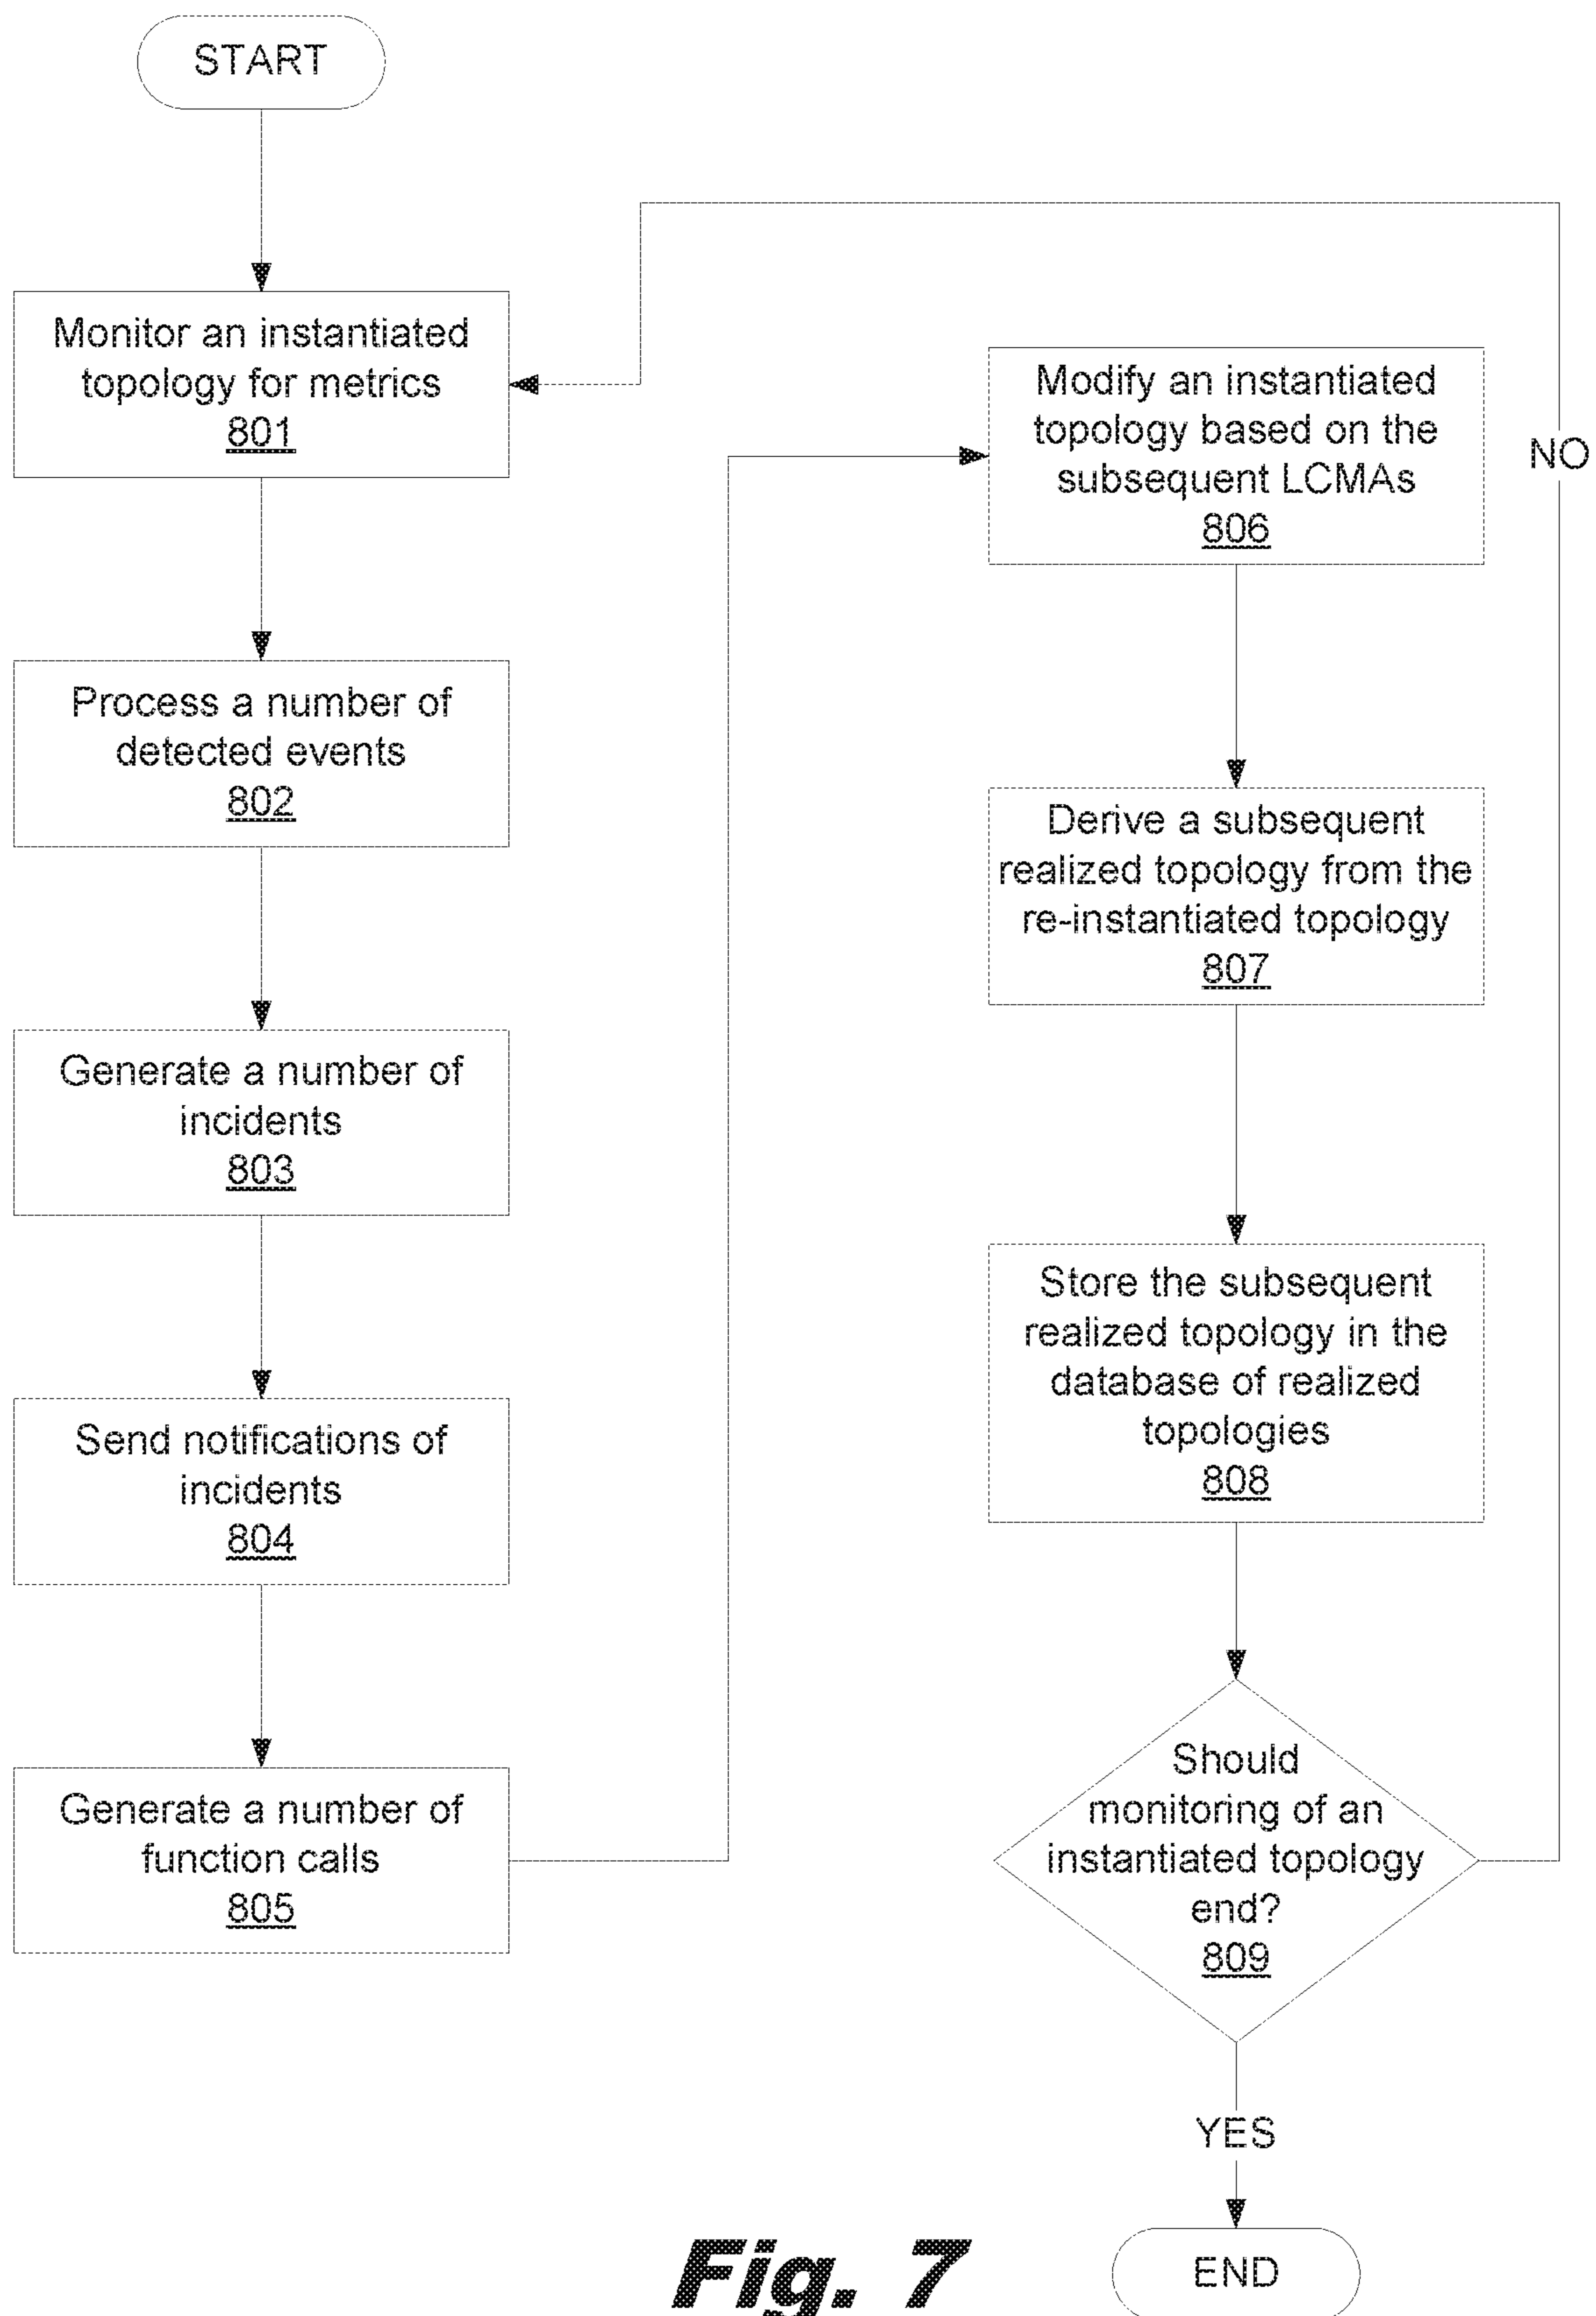 START
Monitor an instantiated
topology for metrics
801
Process a number of
detected events
802
Generate a number of
incidents
803
Send notifications of
incidents
804
Generate a number of
function calls
805
Modify an instantiated
topology based on the
subsequent LCMAs
806
Derive a subsequent
realized topology from the
re-instantiated topology
807
Store the subsequent
realized topology in the
database of realized
topologies
808
Should
monitoring of an
instantiated topology
end?
809
NO
YES
END
Fig. 7